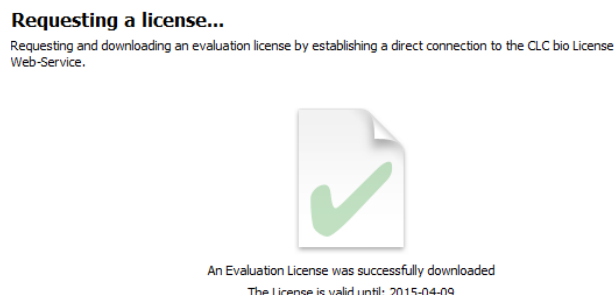 Requesting a license...
Requesting and downloading an evaluation license by establishing a direct connection to the CLC bio License
Web-Service.
An Evaluation License was successfully downloaded
The License is valid until: 2015-04-09